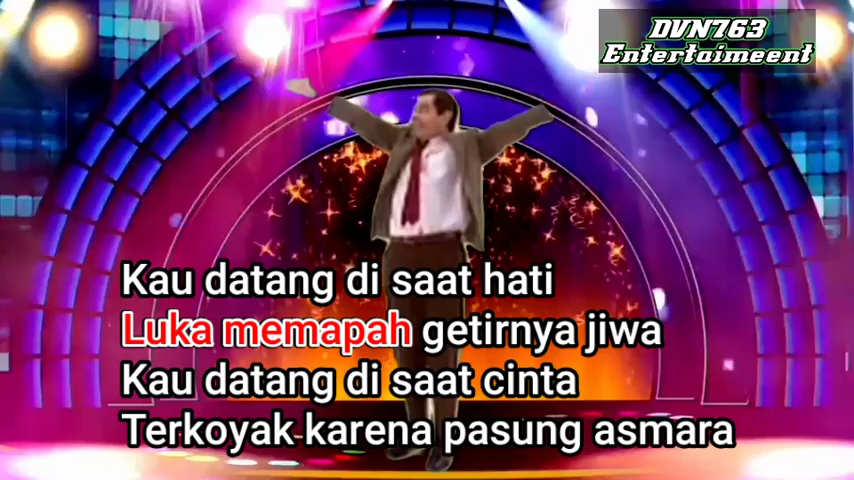 DVN763
Entertaimeent
Kau datang di saat hati
Luka memapah getirnya jiwa
Kau datang di saat cinta
Terkoyak karena pasung asmara